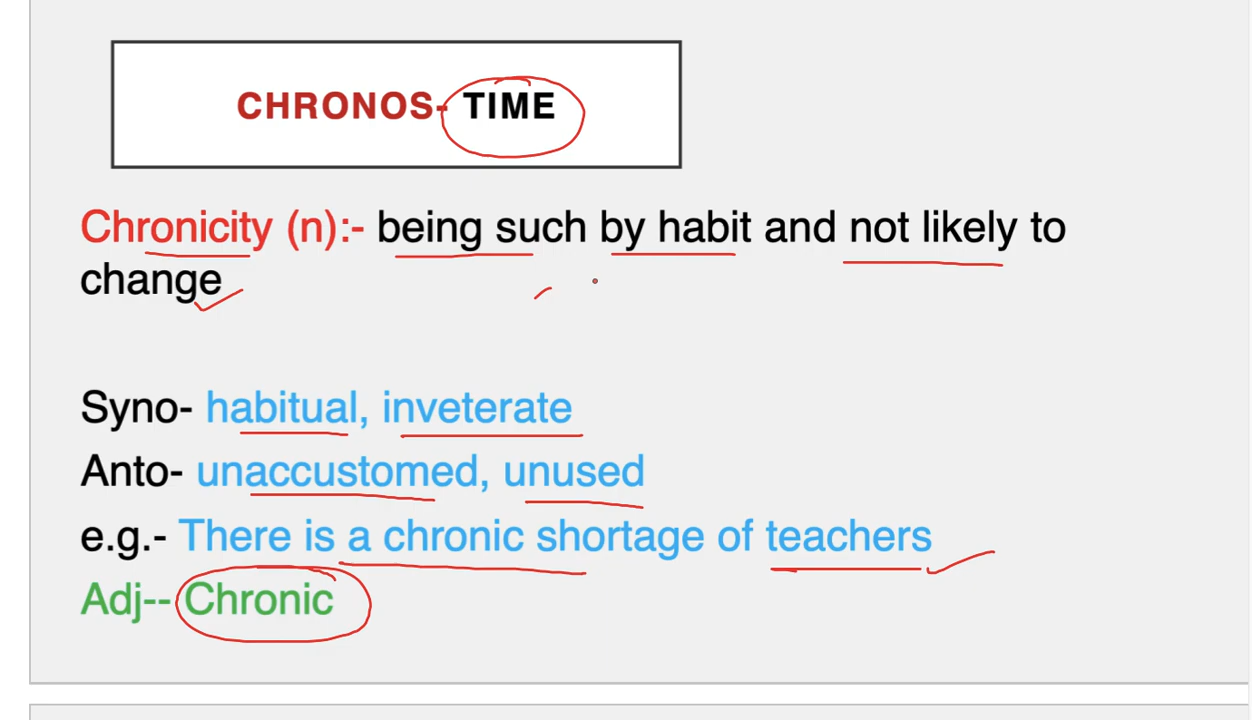 CHRONOS- TIME
Chronicity (n):- being such by habit and not likely to
change
Syno- habitual, inveterate
Anto- unaccustomed, unused
e.g.- There is a chronic shortage of teachers
Adj-- Chronic